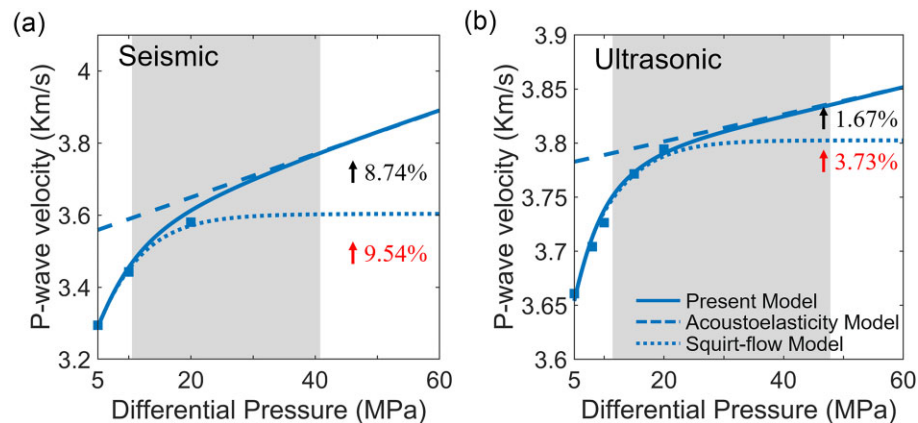 (a)
Seismic
P-wave velocity (Km/s)
4
3.8
3.6
3.4
3.2
↑ 8.74%
↑ 9.54%
5 20 40 60
Differential Pressure (MPa)
(b)
Ultrasonic
P-wave velocity (Km/s)
3.9
3.85
3.8
3.75
3.7
3.65
3.6
↑ 1.67%
↑ 3.73%
Present Model
Acoustoelasticity Model
Squirt-flow Model
5 20 40 60
Differential Pressure (MPa)